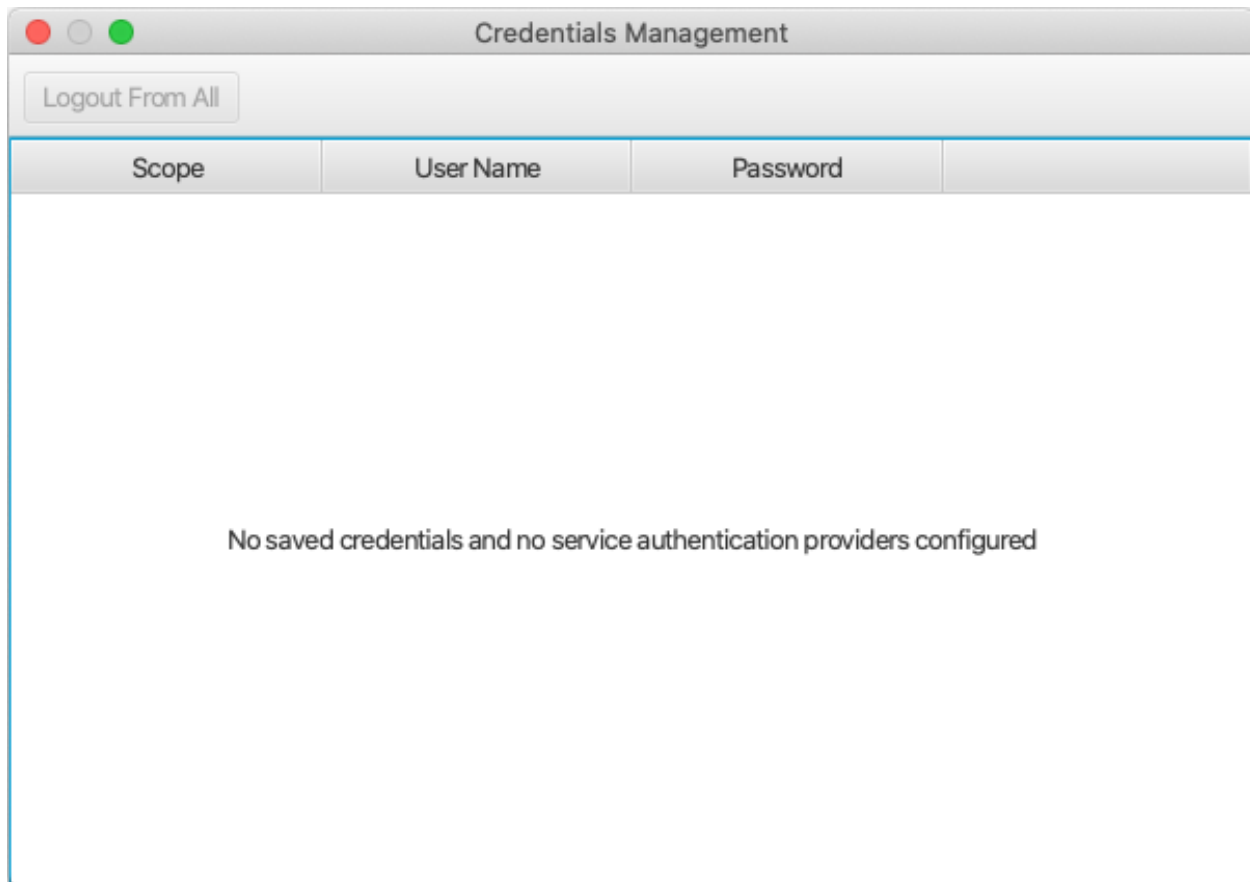 Credentials Management
Logout From All
Scope User Name Password
No saved credentials and no service authentication providers configured